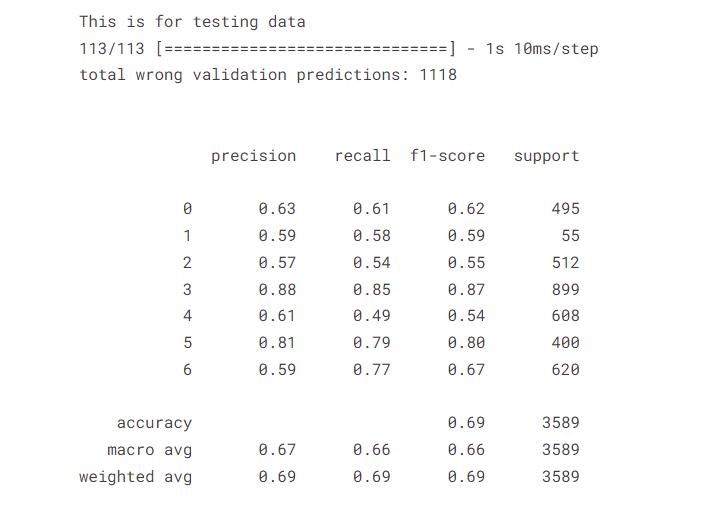 This is for testing data
113/113 [==============================] - 1s 10ms/step
total wrong validation predictions: 1118
precision recall f1-score support
0 0.63 0.61 0.62 495
1 0.59 0.58 0.59 55
2 0.57 0.54 0.55 512
3 0.88 0.85 0.87 899
4 0.61 0.49 0.54 608
5 0.81 0.79 0.80 400
6 0.59 0.77 0.67 620
accuracy 0.69 3589
macro avg 0.67 0.66 0.66 3589
weighted avg 0.69 0.69 0.69 3589